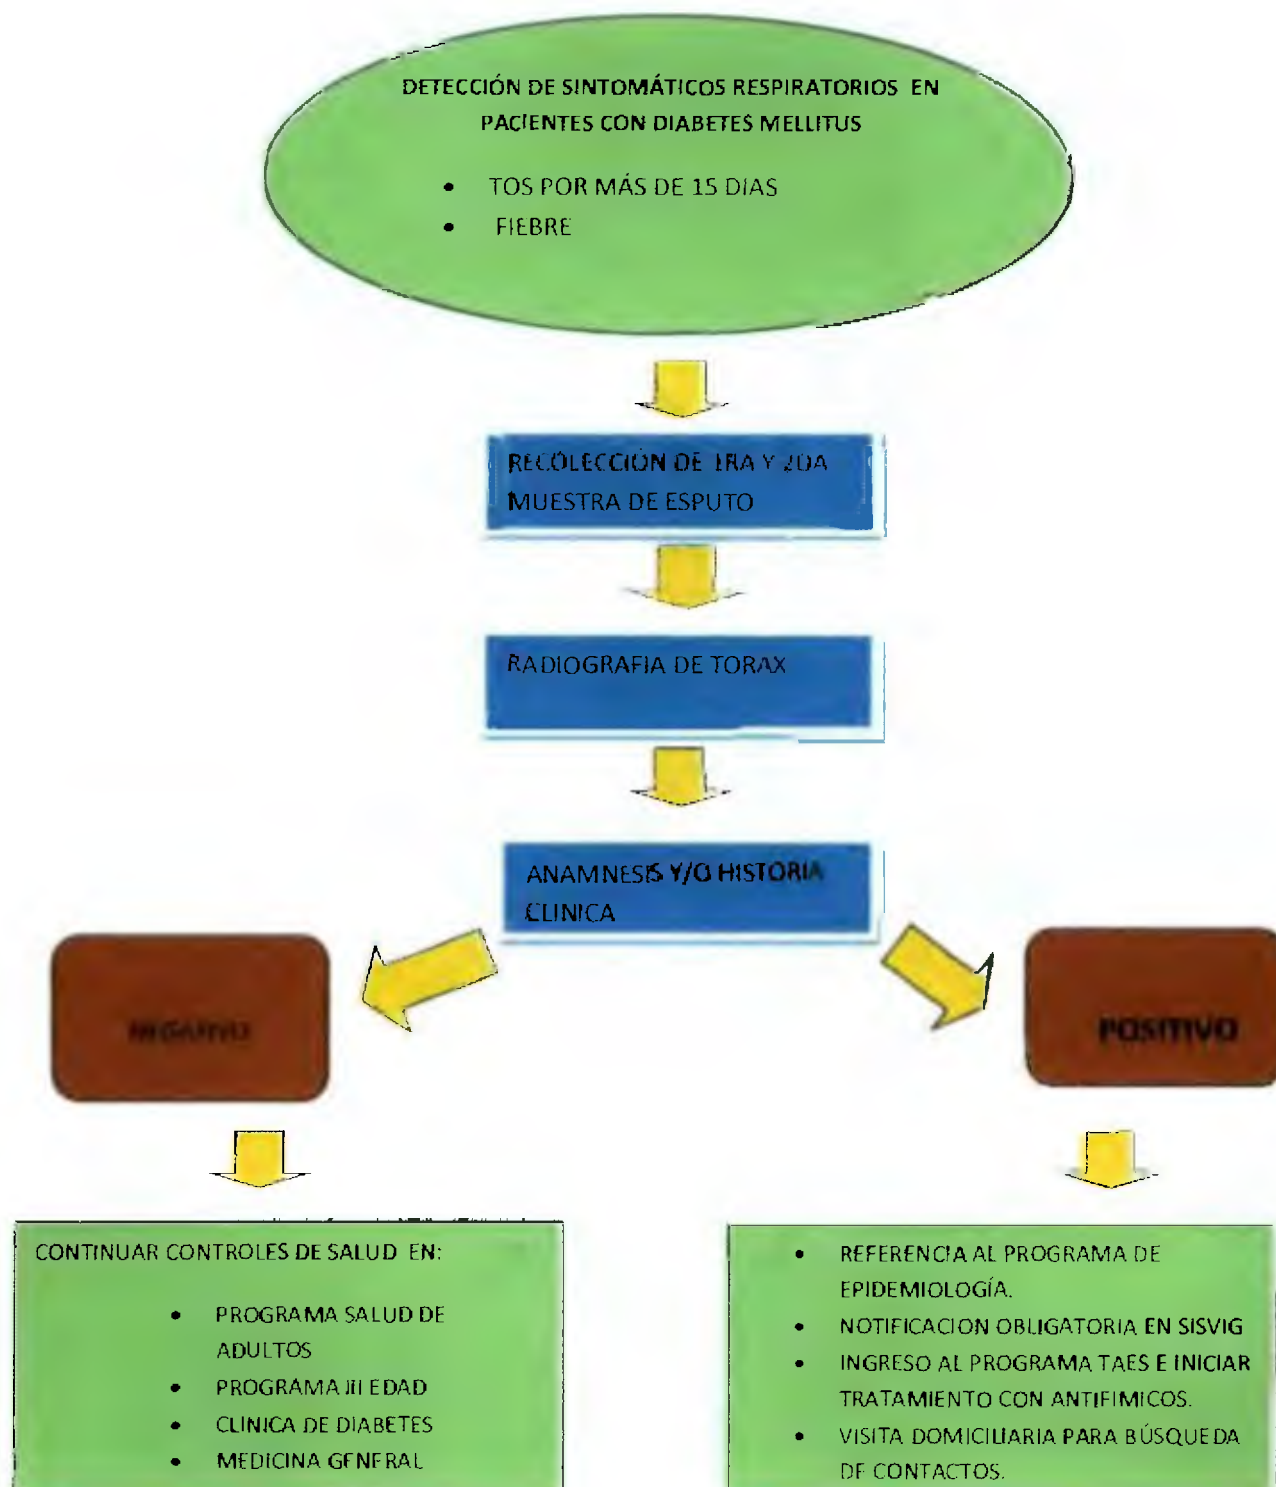 DETECCIÓN DE SINTOMÁTICOS RESPIRATORIOS EN
PACIENTES CON DIABETES MELLITUS
• TOS POR MÁS DE 15 DIAS
• FIEBRE
RECOLECCIÓN DE 1RA Y 2DA
MUESTRA DE ESPUTO
RADIOGRAFIA DE TORAX
ANAMNESIS Y/O HISTORIA
CLINICA
NEGATIVO
POSITIVO
CONTINUAR CONTROLES DE SALUD EN:
• PROGRAMA SALUD DE
ADULTOS
• PROGRAMA III EDAD
• CLINICA DE DIABETES
• MEDICINA GENERAL
• REFERENCIA AL PROGRAMA DE
EPIDEMIOLOGÍA.
• NOTIFICACION OBLIGATORIA EN SISVIG
• INGRESO AL PROGRAMA TAES E INICIAR
TRATAMIENTO CON ANTIFIMICOS.
• VISITA DOMICILIARIA PARA BÚSQUEDA
DE CONTACTOS.